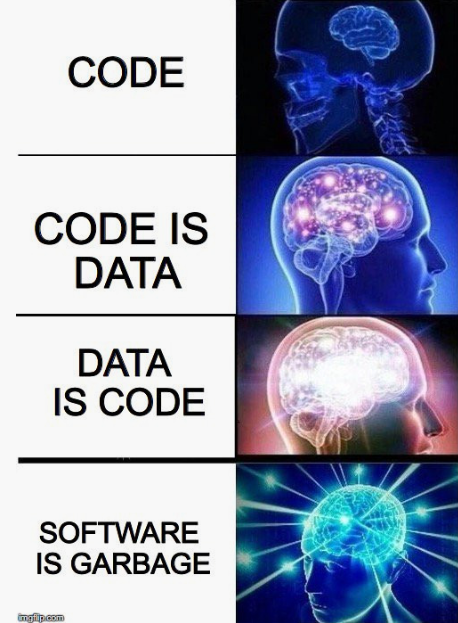 CODE
CODE IS
DATA
DATA
IS CODE
SOFTWARE
IS GARBAGE
imgflip.com